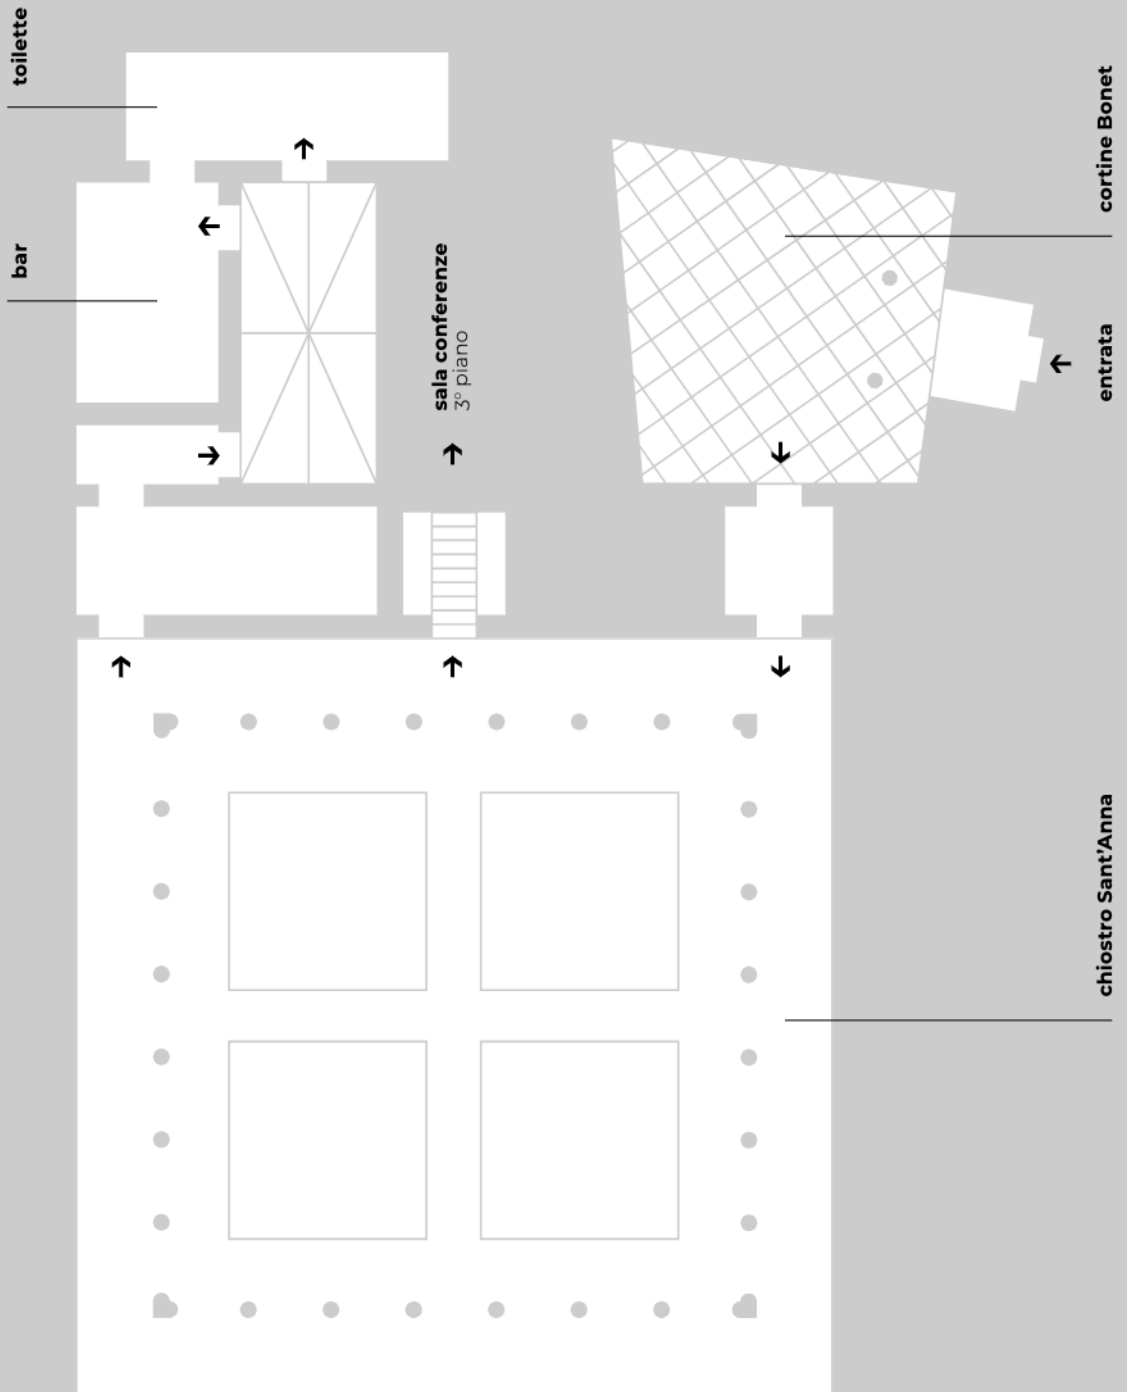 toilette
bar
sala conferenze
3° piano
cortine Bonet
entrata
chiostro Sant'Anna